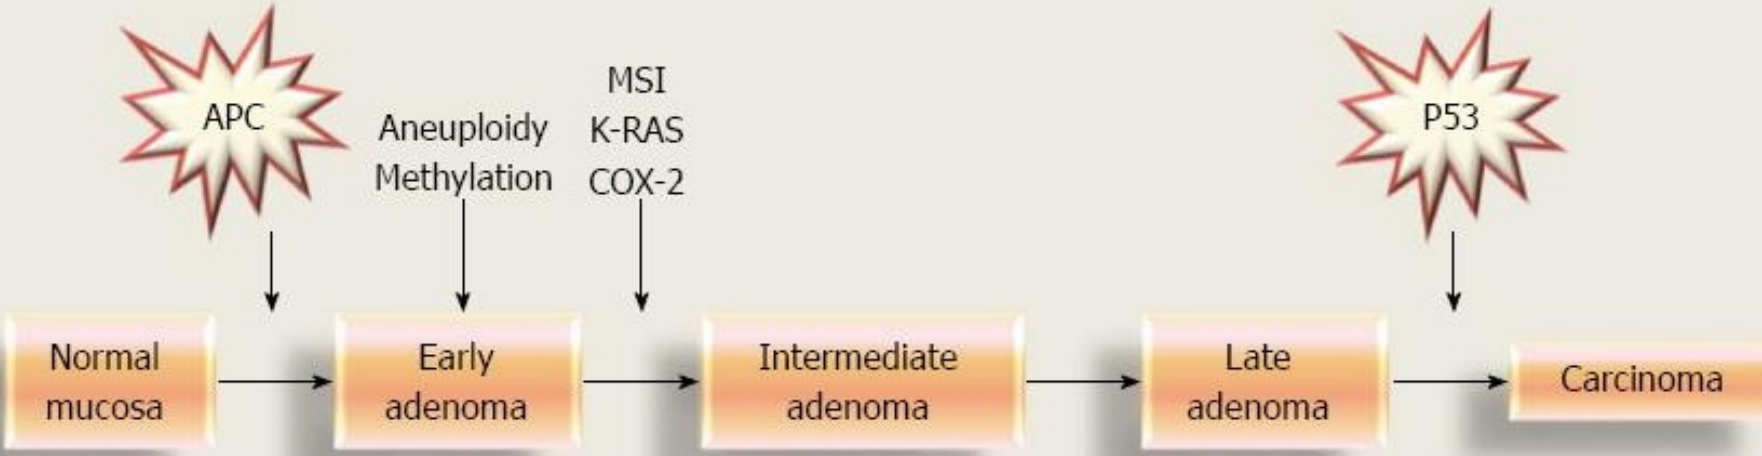 APC
Aneuploidy
Methylation
MSI
K-RAS
COX-2
P53
Normal
mucosa
Early
adenoma
Intermediate
adenoma
Late
adenoma
Carcinoma